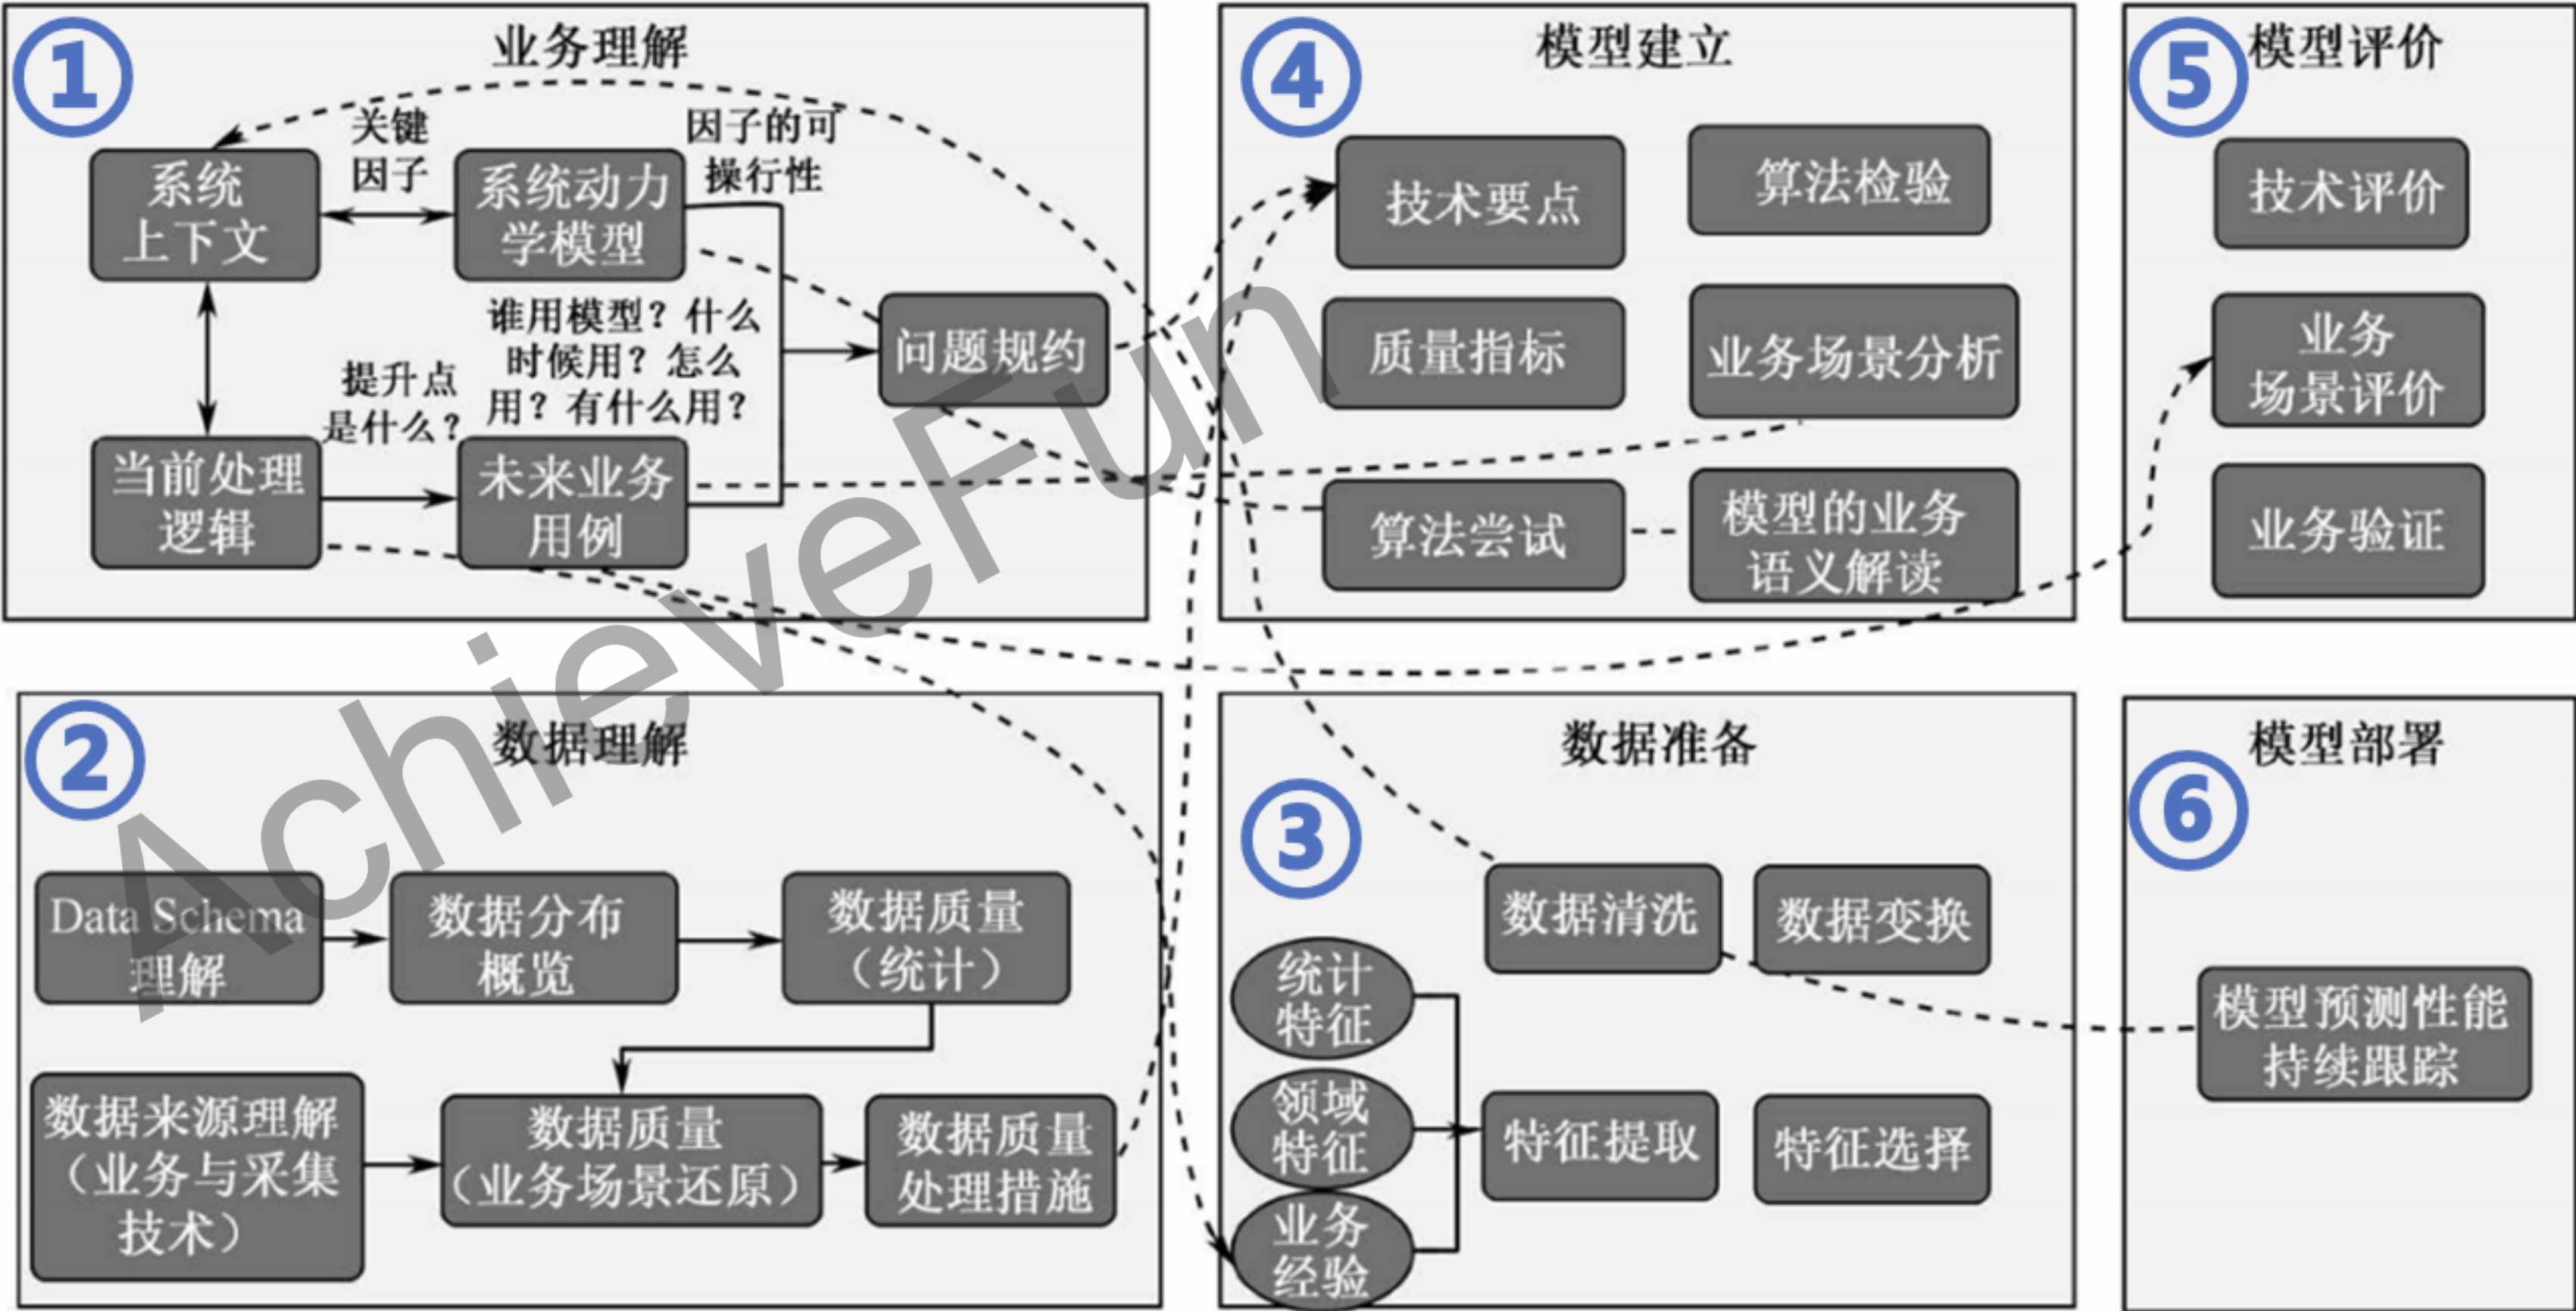 ①
业务理解
关键
因子
因子的可
操行性
系统
上下文
系统动力
学模型
谁用模型？什么
时候用？怎么
用？有什么用？
问题规约
提升点
是什么？
当前处理
逻辑
未来业务
用例
②
数据理解
Data Schema
理解
数据分布
概览
数据质量
（统计）
数据来源理解
（业务与采集
技术）
数据质量
（业务场景还原）
数据质量
处理措施
③
数据准备
数据清洗
数据变换
统计
特征
领域
特征
业务
经验
特征提取
特征选择
④
模型建立
技术要点
算法检验
质量指标
业务场景分析
算法尝试
模型的业务
语义解读
⑤
模型评价
技术评价
业务
场景评价
业务验证
⑥
模型部署
模型预测性能
持续跟踪
AchieveFun